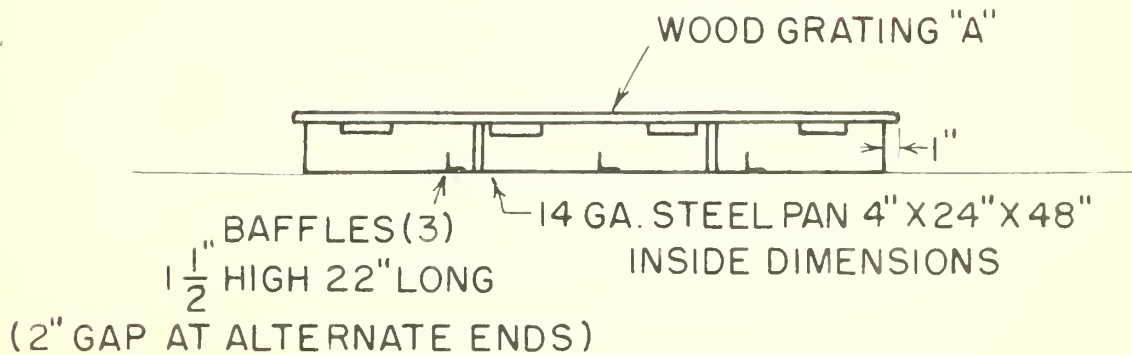 WOOD GRATING "A"
1"
BAFFLES (3)
1 1/2" HIGH 22" LONG
(2" GAP AT ALTERNATE ENDS)
14 GA. STEEL PAN 4" X 24" X 48"
INSIDE DIMENSIONS